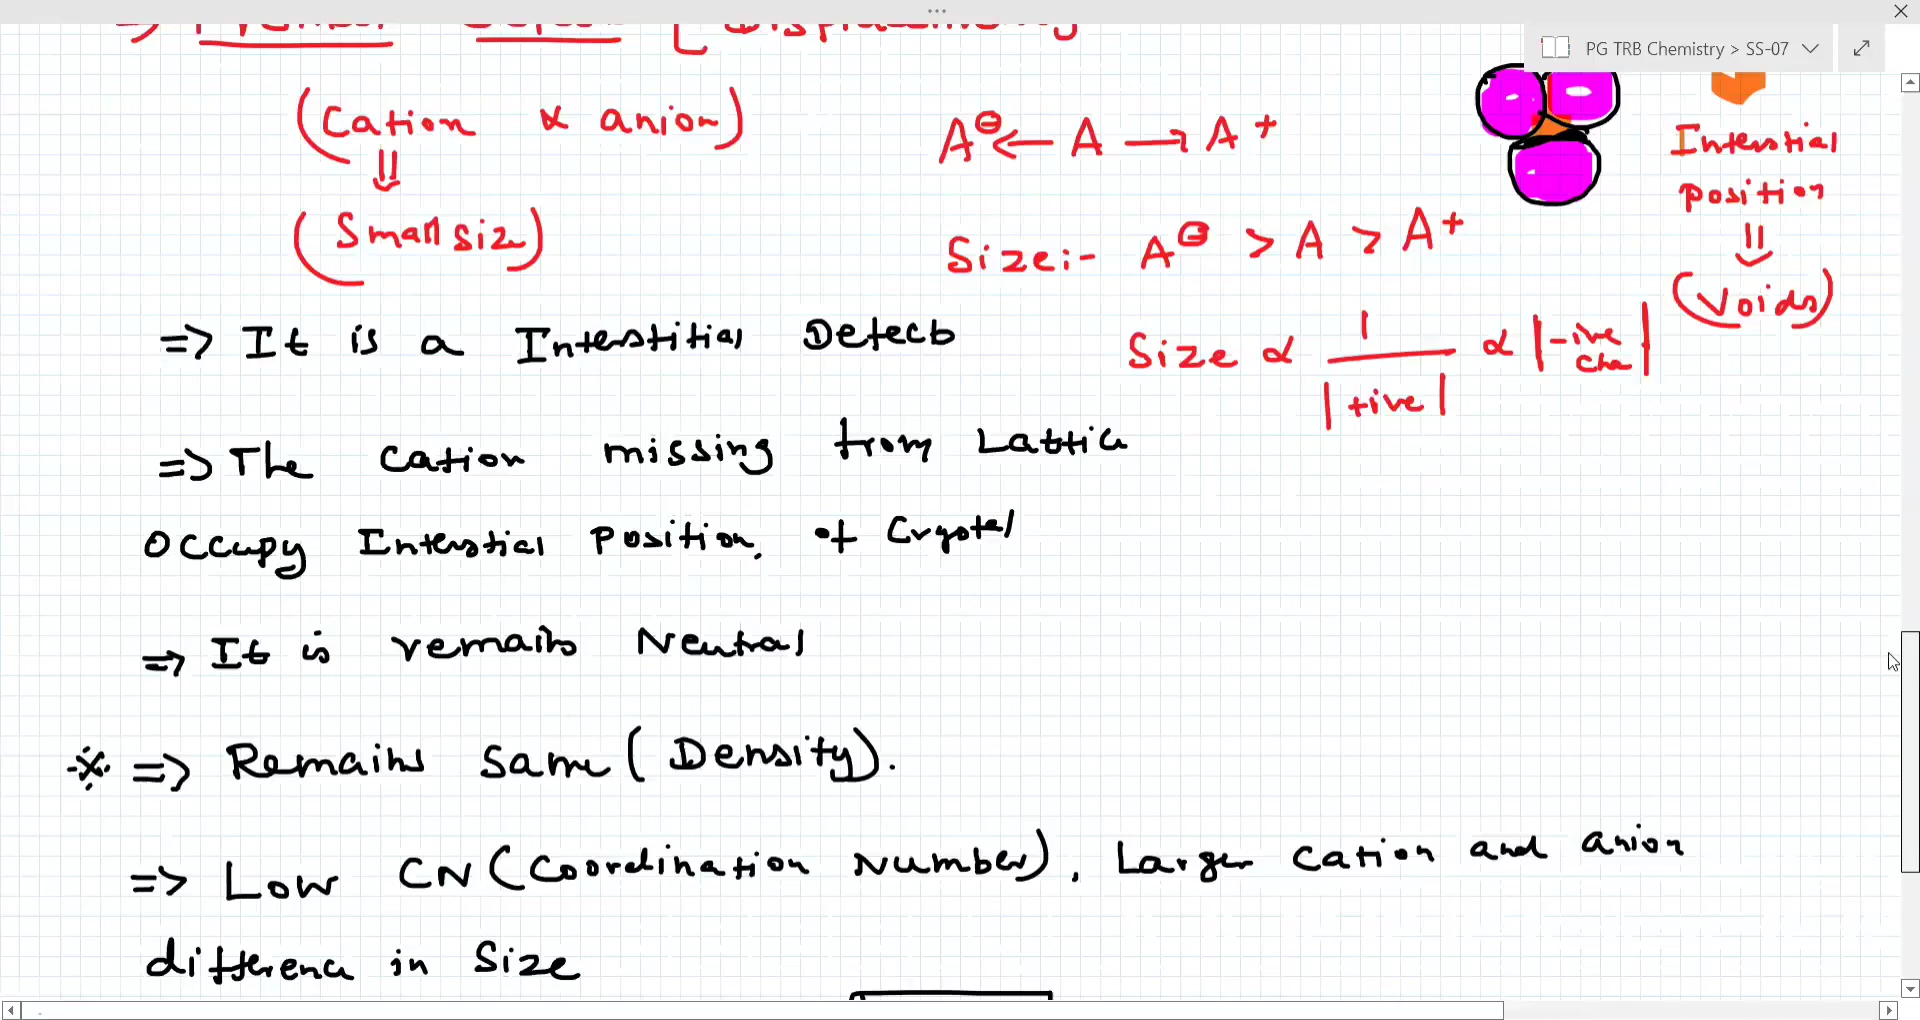 PG TRB Chemistry > SS-07
(Cation & anion)
⇓
(Small size)
A⊖ ← A → A+
Size:- A⊖ > A > A+
Size ∝ 1 / |+ive| ∝ |-ive cha|
Interstial
position
⇓
(Voids)
=> It is a Interstitial Defects
=> The cation missing from Lattice
Occupy Interstial position. of Crystal
=> It is remains Neutral
※ => Remains Same (Density).
=> Low CN (Coordination Number), Larger cation and anion
difference in Size